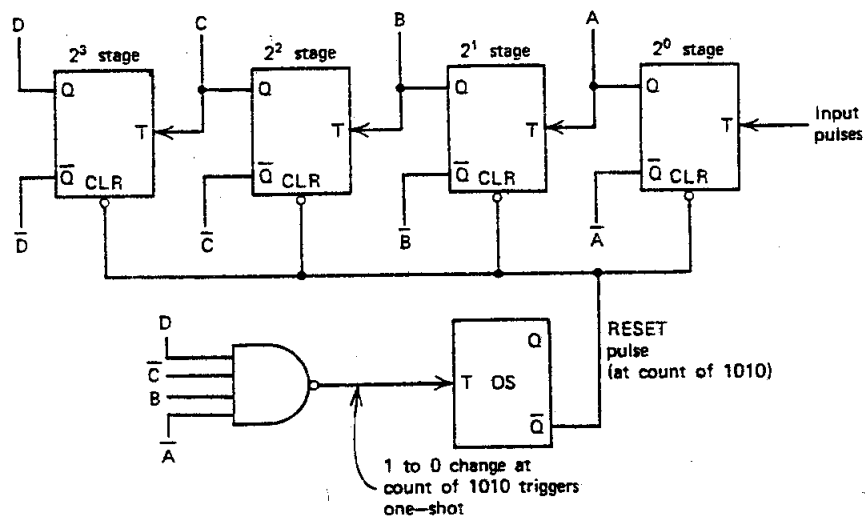 D
C
B
A
2³ stage
2² stage
2¹ stage
2⁰ stage
Q
T
Q̅
CLR
Q
T
Q̅
CLR
Q
T
Q̅
CLR
Q
T
Q̅
CLR
Input
pulses
D̅
C̅
B̅
A̅
D
C̅
B
A̅
T OS
Q
Q̅
RESET
pulse
(at count of 1010)
1 to 0 change at
count of 1010 triggers
one-shot